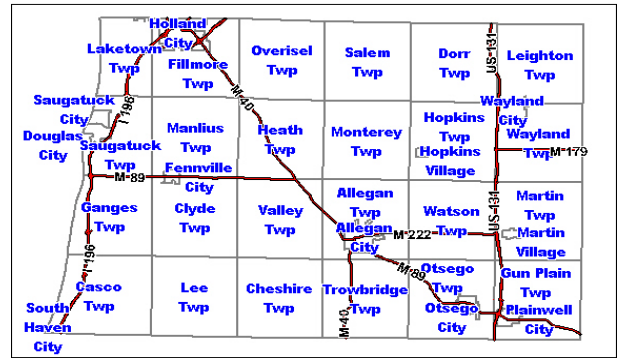 Holland
City
Laketown
Twp
Fillmore
Twp
Overisel
Twp
Salem
Twp
Dorr
Twp
US-131
Leighton
Twp
Saugatuck
City
Douglas
City
Saugatuck
Twp
I 196
Manlius
Twp
Fennville
City
M-40
Heath
Twp
Monterey
Twp
Hopkins
Twp
Hopkins
Village
Wayland
City
Wayland
Twp
M-179
M-89
Ganges
Twp
Clyde
Twp
Valley
Twp
Allegan
Twp
Allegan
City
M-222
Watson
Twp
US-131
Martin
Twp
Martin
Village
I 196
Casco
Twp
South
Haven
City
Lee
Twp
Cheshire
Twp
Trowbridge
Twp
M-40
M-89
Otsego
Twp
Otsego
City
Gun Plain
Twp
Plainwell
City